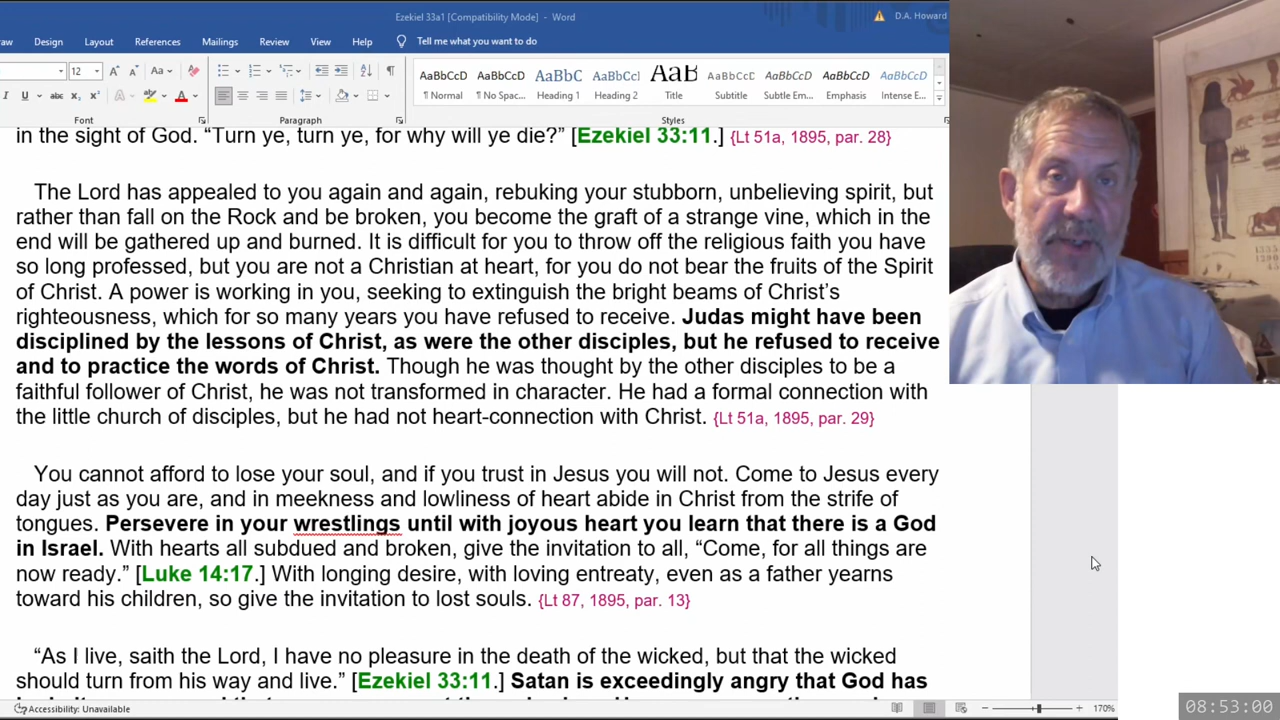 Ezekiel 33a1 [Compatibility Mode] - Word
D.A. Howard
aw Design Layout References Mailings Review View Help Tell me what you want to do
12 Aa
AaBbCcD AaBbCcD AaBbC AaBbCcI AaB AaBbCcD AaBbCcD AaBbCcD AaBbCcD
I U abc x₂ x² A ab A
¶ Normal ¶ No Spac... Heading 1 Heading 2 Title Subtitle Subtle Em... Emphasis Intense E...
Font Paragraph Styles
in the sight of God. “Turn ye, turn ye, for why will ye die?” [Ezekiel 33:11.] {Lt 51a, 1895, par. 28}
The Lord has appealed to you again and again, rebuking your stubborn, unbelieving spirit, but
rather than fall on the Rock and be broken, you become the graft of a strange vine, which in the
end will be gathered up and burned. It is difficult for you to throw off the religious faith you have
so long professed, but you are not a Christian at heart, for you do not bear the fruits of the Spirit
of Christ. A power is working in you, seeking to extinguish the bright beams of Christ’s
righteousness, which for so many years you have refused to receive. Judas might have been
disciplined by the lessons of Christ, as were the other disciples, but he refused to receive
and to practice the words of Christ. Though he was thought by the other disciples to be a
faithful follower of Christ, he was not transformed in character. He had a formal connection with
the little church of disciples, but he had not heart-connection with Christ. {Lt 51a, 1895, par. 29}
You cannot afford to lose your soul, and if you trust in Jesus you will not. Come to Jesus every
day just as you are, and in meekness and lowliness of heart abide in Christ from the strife of
tongues. Persevere in your wrestlings until with joyous heart you learn that there is a God
in Israel. With hearts all subdued and broken, give the invitation to all, “Come, for all things are
now ready.” [Luke 14:17.] With longing desire, with loving entreaty, even as a father yearns
toward his children, so give the invitation to lost souls. {Lt 87, 1895, par. 13}
“As I live, saith the Lord, I have no pleasure in the death of the wicked, but that the wicked
should turn from his way and live.” [Ezekiel 33:11.] Satan is exceedingly angry that God has
Accessibility: Unavailable
170%
08:53:00